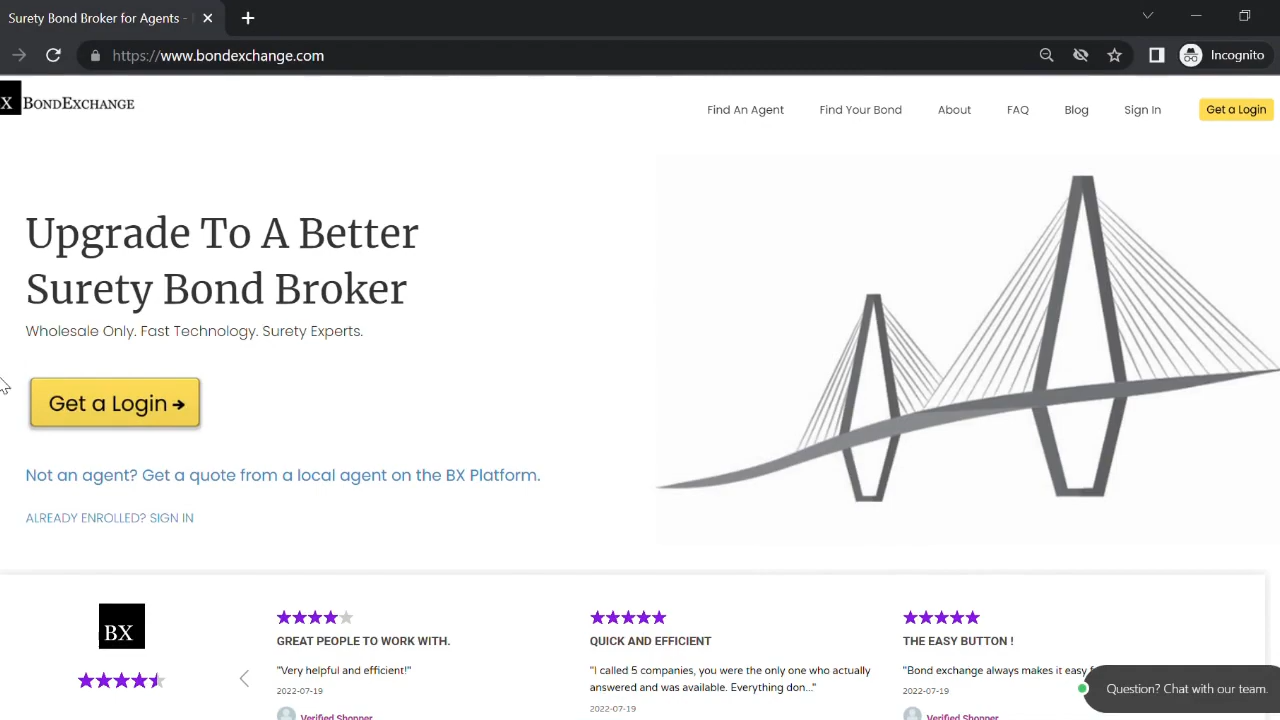 Surety Bond Broker for Agents -
https://www.bondexchange.com
Incognito
X BONDEXCHANGE
Find An Agent
Find Your Bond
About
FAQ
Blog
Sign In
Get a Login
Upgrade To A Better
Surety Bond Broker
Wholesale Only. Fast Technology. Surety Experts.
Get a Login
Not an agent? Get a quote from a local agent on the BX Platform.
ALREADY ENROLLED? SIGN IN
BX
GREAT PEOPLE TO WORK WITH.
"Very helpful and efficient!"
2022-07-19
Verified Shopper
QUICK AND EFFICIENT
"I called 5 companies, you were the only one who actually
answered and was available. Everything don..."
2022-07-19
THE EASY BUTTON !
"Bond exchange always makes it easy
2022-07-19
Verified Shopper
Question? Chat with our team.